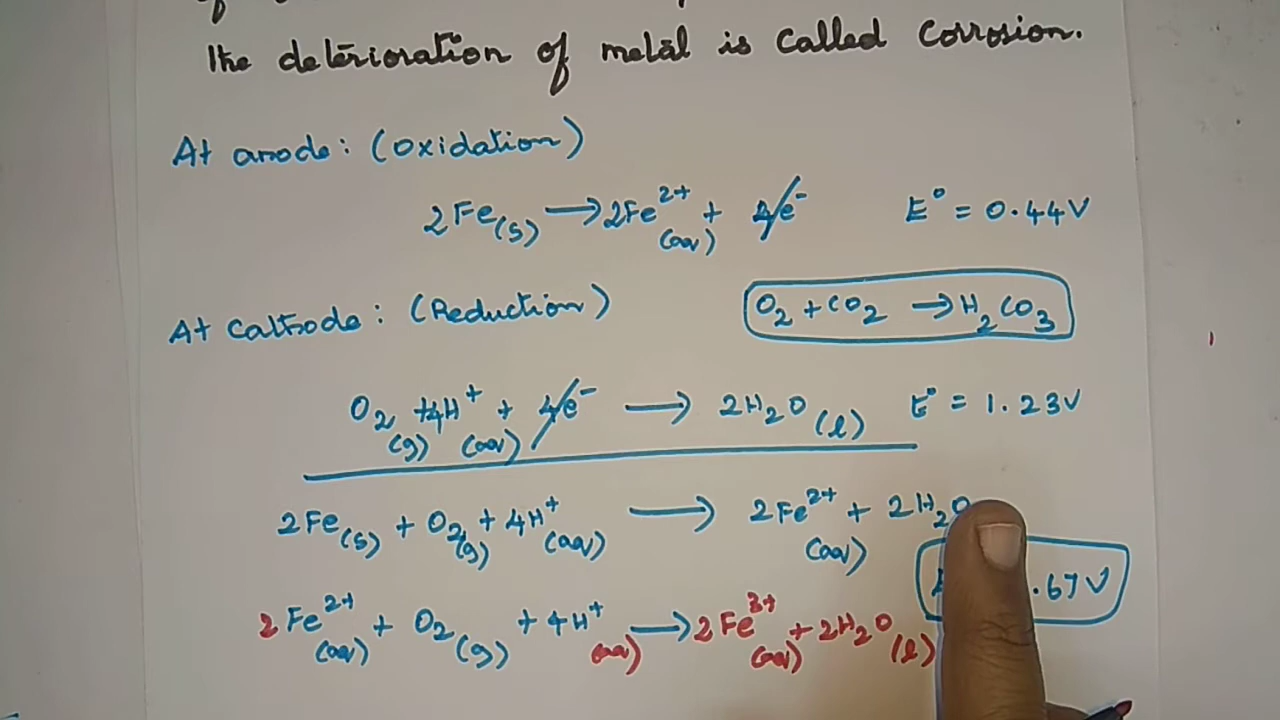 of
The deterioration of metal is called Corrosion.
At anode: (Oxidation)
2Fe(s) → 2Fe²⁺(aq) + 4e⁻ E° = 0.44V
O₂ + CO₂ → H₂CO₃
At Cathode: (Reduction)
O₂(g) + 4H⁺(aq) + 4e⁻ → 2H₂O(l) E° = 1.23V
2Fe(s) + O₂(g) + 4H⁺(aq) → 2Fe²⁺(aq) + 2H₂O
.67V
2Fe²⁺(aq) + O₂(g) + 4H⁺(aq) → 2Fe³⁺(aq) + 2H₂O(l)